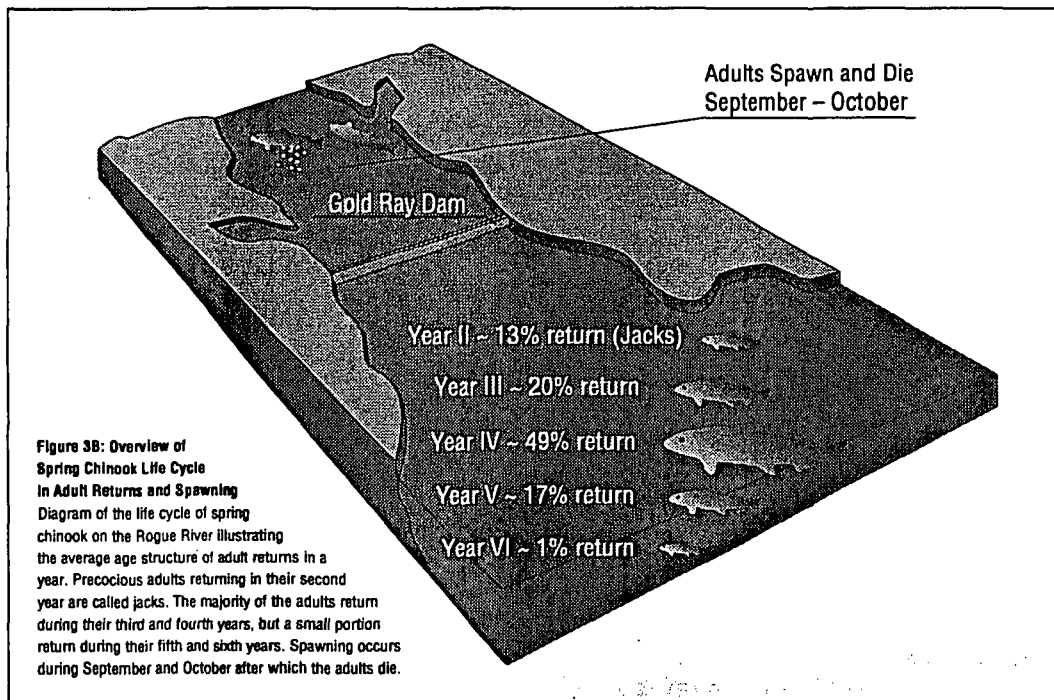 Adults Spawn and Die
September – October
Gold Ray Dam
Year II ~ 13% return (Jacks)
Year III ~ 20% return
Year IV ~ 49% return
Year V ~ 17% return
Year VI ~ 1% return
Figure 3B: Overview of
Spring Chinook Life Cycle
in Adult Returns and Spawning
Diagram of the life cycle of spring
chinook on the Rogue River illustrating
the average age structure of adult returns in a
year. Precocious adults returning in their second
year are called jacks. The majority of the adults return
during their third and fourth years, but a small portion
return during their fifth and sixth years. Spawning occurs
during September and October after which the adults die.